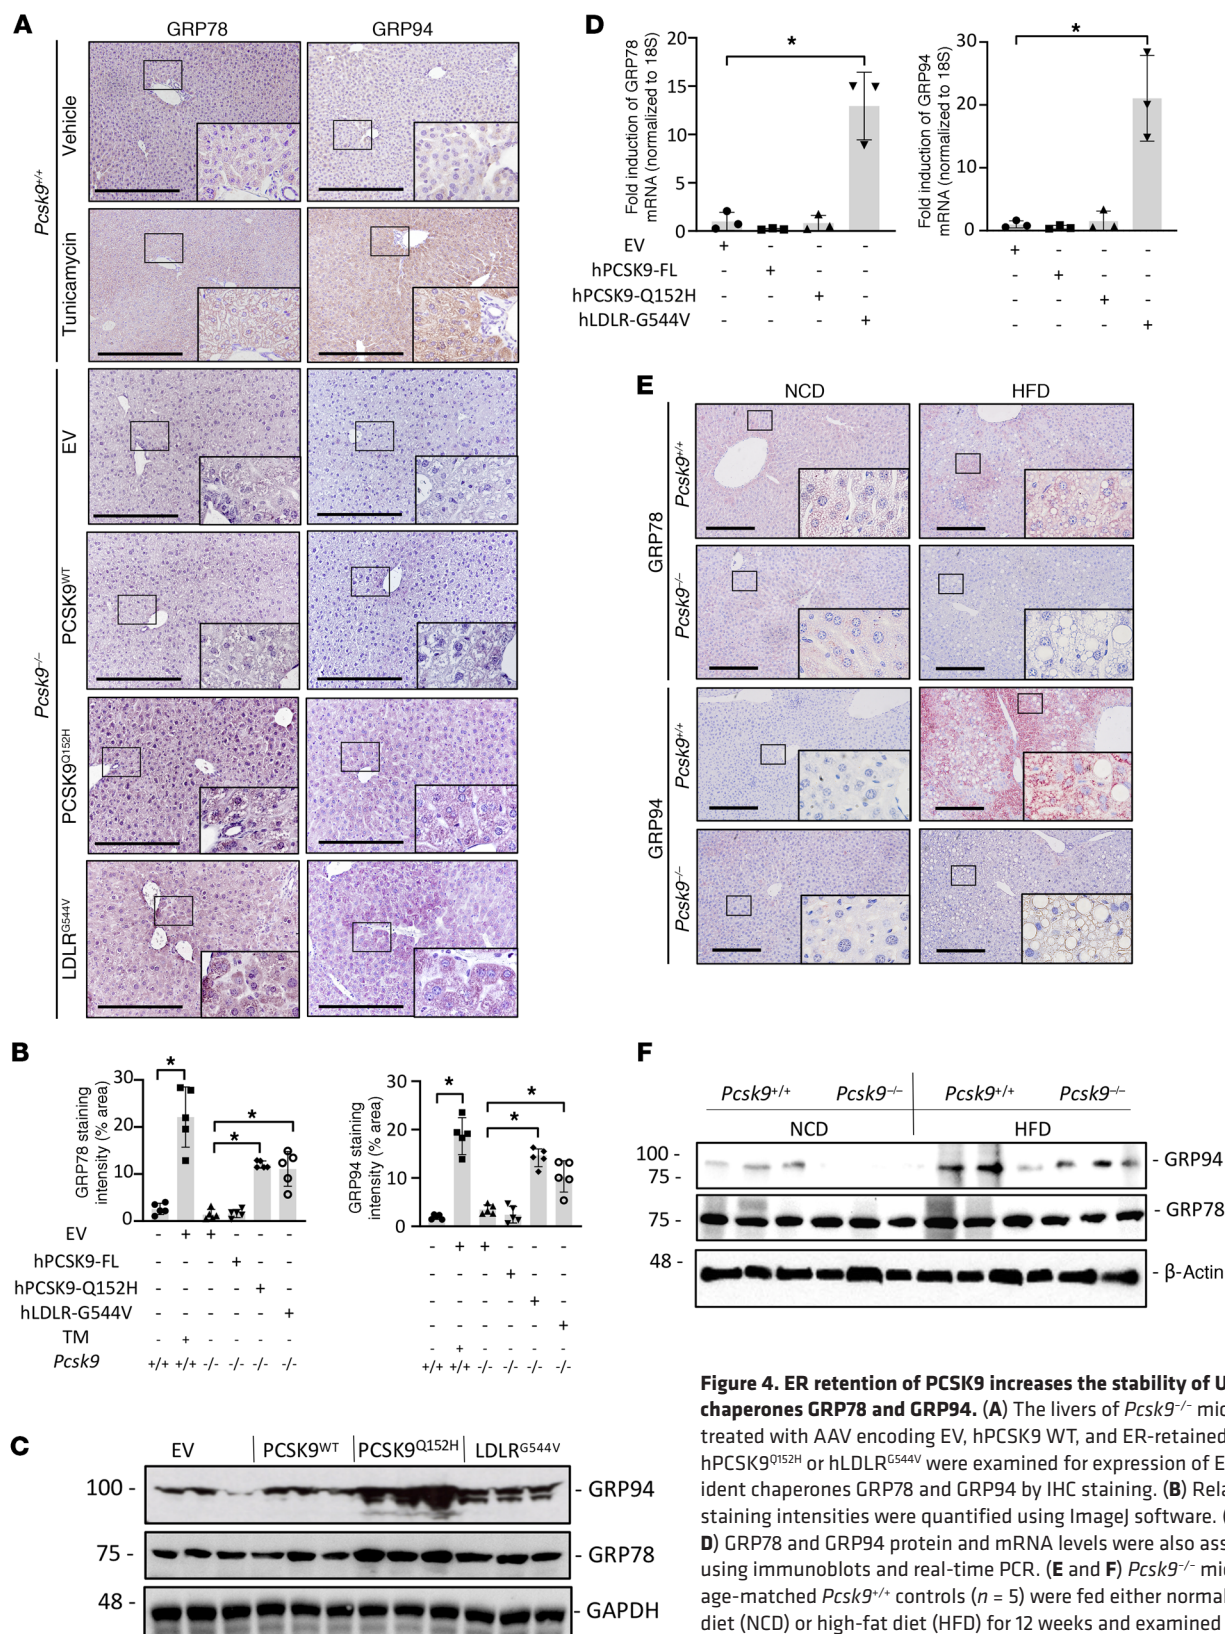 A
GRP78
GRP94
Pcsk9+/+
Vehicle
Tunicamycin
Pcsk9–/–
EV
PCSK9WT
PCSK9Q152H
LDLRG544V
B
GRP78 staining
intensity (% area)
30
20
10
0
GRP94 staining
intensity (% area)
30
20
10
0
* * *
* * *
EV - + + - - - - + + - - -
hPCSK9-FL - - - + - - - - - + - -
hPCSK9-Q152H - - - - + - - - - - + -
hLDLR-G544V - - - - - + - - - - - +
TM - + - - - - - + - - - -
Pcsk9 +/+ +/+ -/- -/- -/- -/- +/+ +/+ -/- -/- -/- -/-
C
EV PCSK9WT PCSK9Q152H LDLRG544V
100 - - GRP94
75 - - GRP78
48 - - GAPDH
D
Fold induction of GRP78
mRNA (normalized to 18S)
20
15
10
5
0
*
Fold induction of GRP94
mRNA (normalized to 18S)
30
20
10
0
*
EV + - - - + - - -
hPCSK9-FL - + - - - + - -
hPCSK9-Q152H - - + - - - + -
hLDLR-G544V - - - + - - - +
E
NCD HFD
GRP78
Pcsk9+/+
Pcsk9–/–
GRP94
Pcsk9+/+
Pcsk9–/–
F
Pcsk9+/+ Pcsk9–/– Pcsk9+/+ Pcsk9–/–
NCD HFD
100 -
75 - - GRP94
75 - - GRP78
48 - - β-Actin
Figure 4. ER retention of PCSK9 increases the stability of U
chaperones GRP78 and GRP94. (A) The livers of Pcsk9–/– mic
treated with AAV encoding EV, hPCSK9 WT, and ER-retained
hPCSK9Q152H or hLDLRG544V were examined for expression of E
ident chaperones GRP78 and GRP94 by IHC staining. (B) Rela
staining intensities were quantified using ImageJ software. (
D) GRP78 and GRP94 protein and mRNA levels were also ass
using immunoblots and real-time PCR. (E and F) Pcsk9–/– mic
age-matched Pcsk9+/+ controls (n = 5) were fed either normal
diet (NCD) or high-fat diet (HFD) for 12 weeks and examined